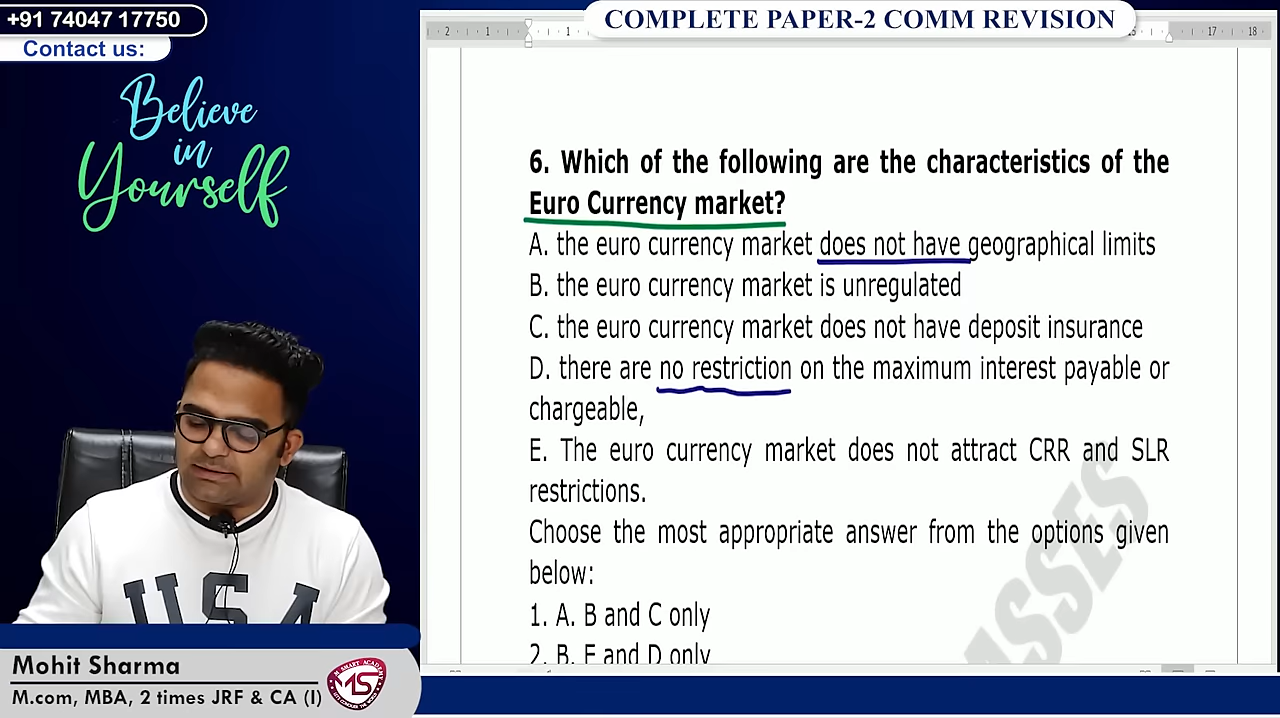 +91 74047 17750
Contact us:
COMPLETE PAPER-2 COMM REVISION
Believe
in
Yourself
6. Which of the following are the characteristics of the
Euro Currency market?
A. the euro currency market does not have geographical limits
B. the euro currency market is unregulated
C. the euro currency market does not have deposit insurance
D. there are no restriction on the maximum interest payable or
chargeable,
E. The euro currency market does not attract CRR and SLR
restrictions.
Choose the most appropriate answer from the options given
below:
1. A. B and C only
2. B. E and D only
ASSES
USA
Mohit Sharma
M.com, MBA, 2 times JRF & CA (I)
MS